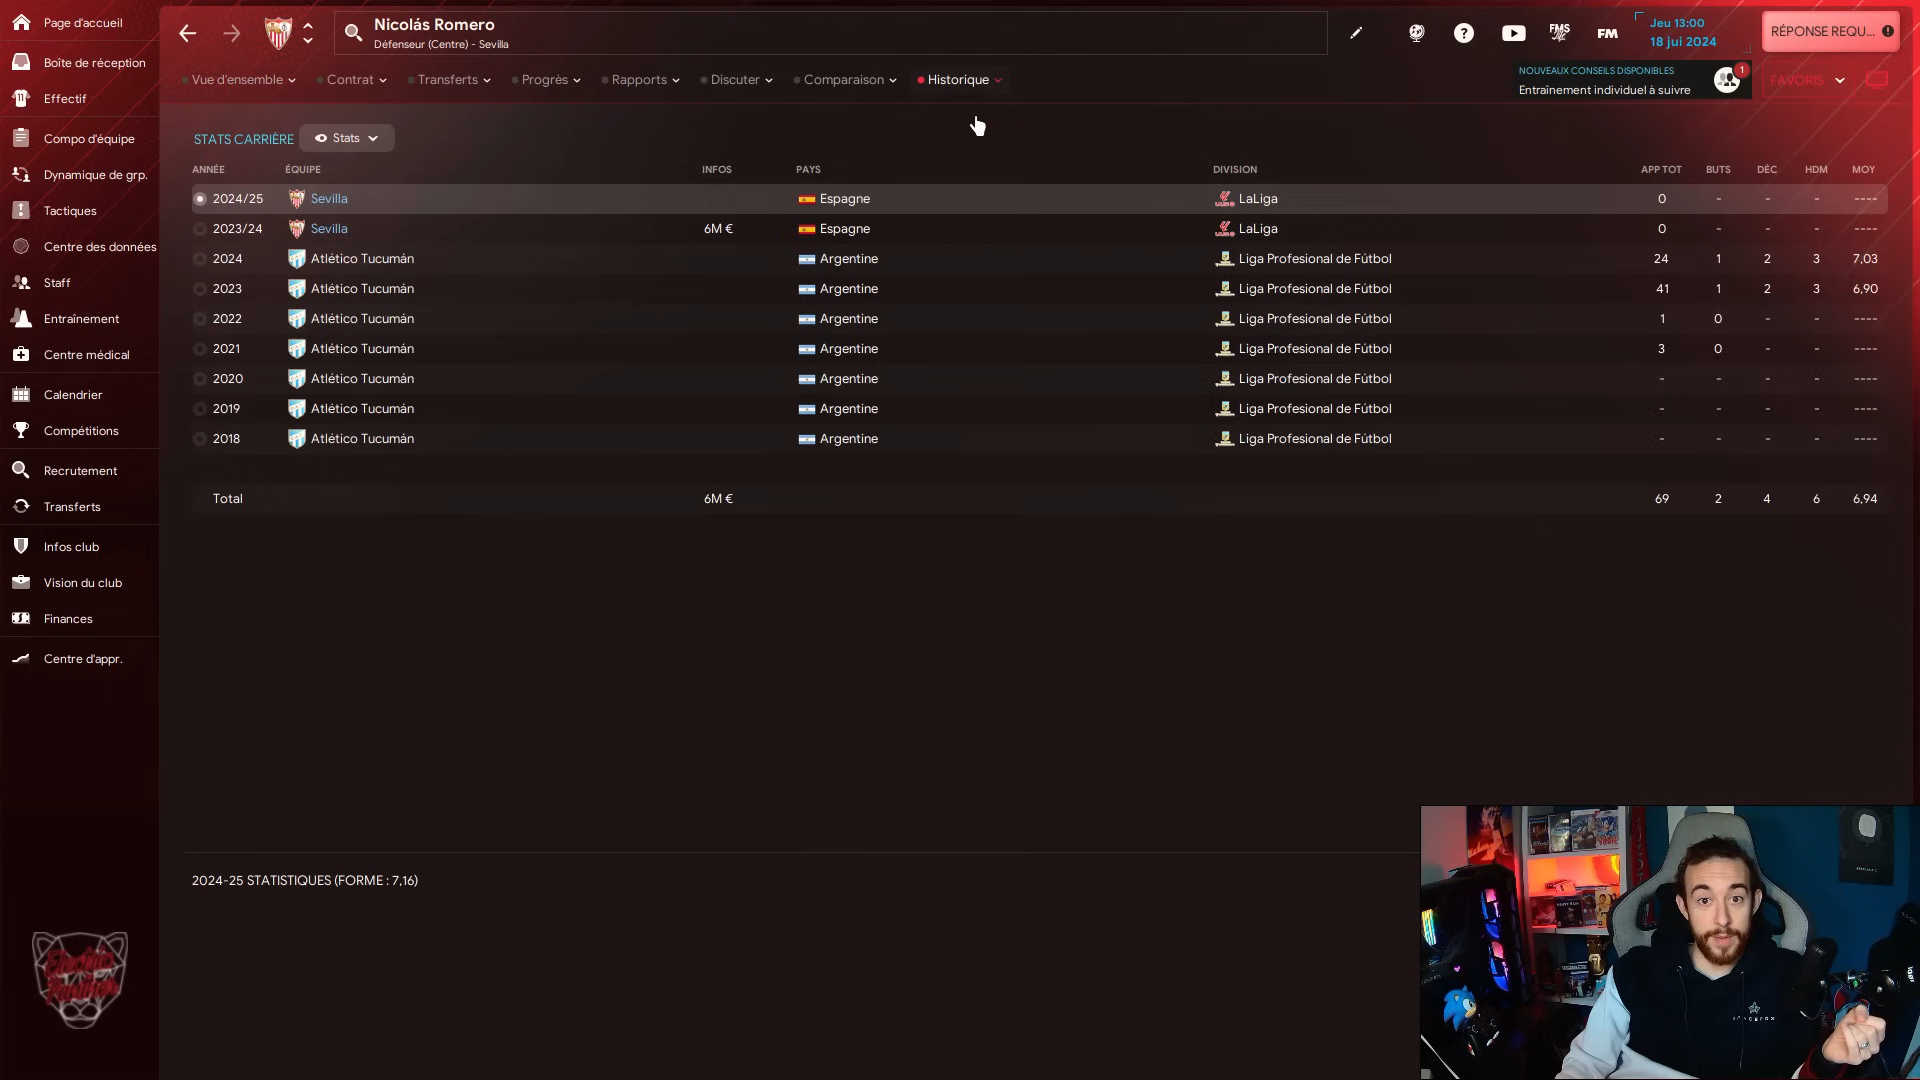 Page d'accueil
Boîte de réception
Effectif
Compo d'équipe
Dynamique de grp.
Tactiques
Centre des données
Staff
Entraînement
Centre médical
Calendrier
Compétitions
Recrutement
Transferts
Infos club
Vision du club
Finances
Centre d'appr.
Nicolás Romero
Défenseur (Centre) - Sevilla
FMS
FM
Jeu 13:00
18 jui 2024
RÉPONSE REQU...
Vue d'ensemble Contrat Transferts Progrès Rapports Discuter Comparaison Historique
NOUVEAUX CONSEILS DISPONIBLES
Entraînement individuel à suivre
1
FAVORIS
STATS CARRIÈRE Stats
ANNÉE ÉQUIPE INFOS PAYS DIVISION APP TOT BUTS DÉC HDM MOY
2024/25 Sevilla Espagne LaLiga 0 - - - ----
2023/24 Sevilla 6M € Espagne LaLiga 0 - - - ----
2024 Atlético Tucumán Argentine Liga Profesional de Fútbol 24 1 2 3 7,03
2023 Atlético Tucumán Argentine Liga Profesional de Fútbol 41 1 2 3 6,90
2022 Atlético Tucumán Argentine Liga Profesional de Fútbol 1 0 - - ----
2021 Atlético Tucumán Argentine Liga Profesional de Fútbol 3 0 - - ----
2020 Atlético Tucumán Argentine Liga Profesional de Fútbol - - - - ----
2019 Atlético Tucumán Argentine Liga Profesional de Fútbol - - - - ----
2018 Atlético Tucumán Argentine Liga Profesional de Fútbol - - - - ----
Total 6M € 69 2 4 6 6,94
2024-25 STATISTIQUES (FORME : 7,16)